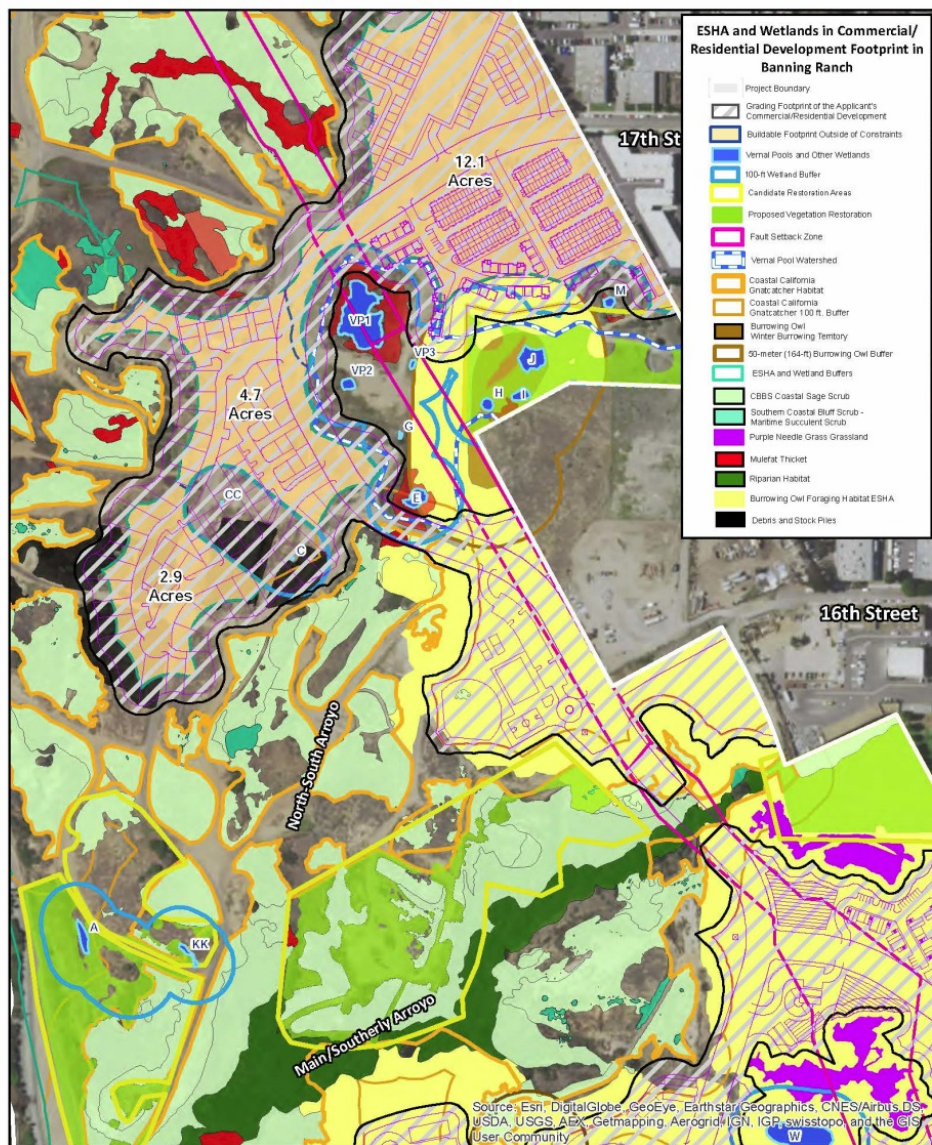 ESHA and Wetlands in Commercial/
Residential Development Footprint in
Banning Ranch
Project Boundary
Grading Footprint of the Applicant's
Commercial/Residential Development
Buildable Footprint Outside of Constraints
Vernal Pools and Other Wetlands
100-ft Wetland Buffer
Candidate Restoration Areas
Proposed Vegetation Restoration
Fault Setback Zone
Vernal Pool Watershed
Coastal California
Gnatcatcher Habitat
Coastal California
Gnatcatcher 100 ft. Buffer
Burrowing Owl
Winter Burrowing Territory
50-meter (164-ft) Burrowing Owl Buffer
ESHA and Wetland Buffers
CBBS Coastal Sage Scrub
Southern Coastal Bluff Scrub -
Maritime Succulent Scrub
Purple Needle Grass Grassland
Mulefat Thicket
Riparian Habitat
Burrowing Owl Foraging Habitat ESHA
Debris and Stock Piles
17th St
12.1
Acres
M
VP1
VP3
J
VP2
H
I
4.7
Acres
G
E
CC
C
2.9
Acres
16th Street
North-South Arroyo
A
KK
Main/Southerly Arroyo
W
Source: Esri, DigitalGlobe, GeoEye, Earthstar Geographics, CNES/Airbus DS,
USDA, USGS, AEX, Getmapping, Aerogrid, IGN, IGP, swisstopo, and the GIS
User Community